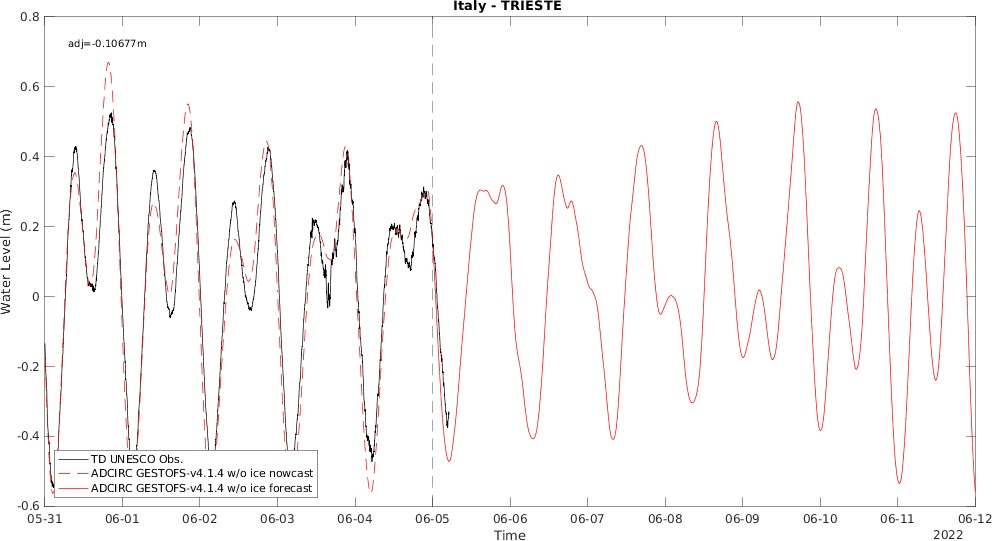 Italy - TRIESTE
adj=-0.10677m
0.8
0.6
0.4
0.2
0
-0.2
-0.4
-0.6
Water Level (m)
TD UNESCO Obs.
ADCIRC GESTOFS-v4.1.4 w/o ice nowcast
ADCIRC GESTOFS-v4.1.4 w/o ice forecast
05-31 06-01 06-02 06-03 06-04 06-05 06-06 06-07 06-08 06-09 06-10 06-11 06-12
Time
2022